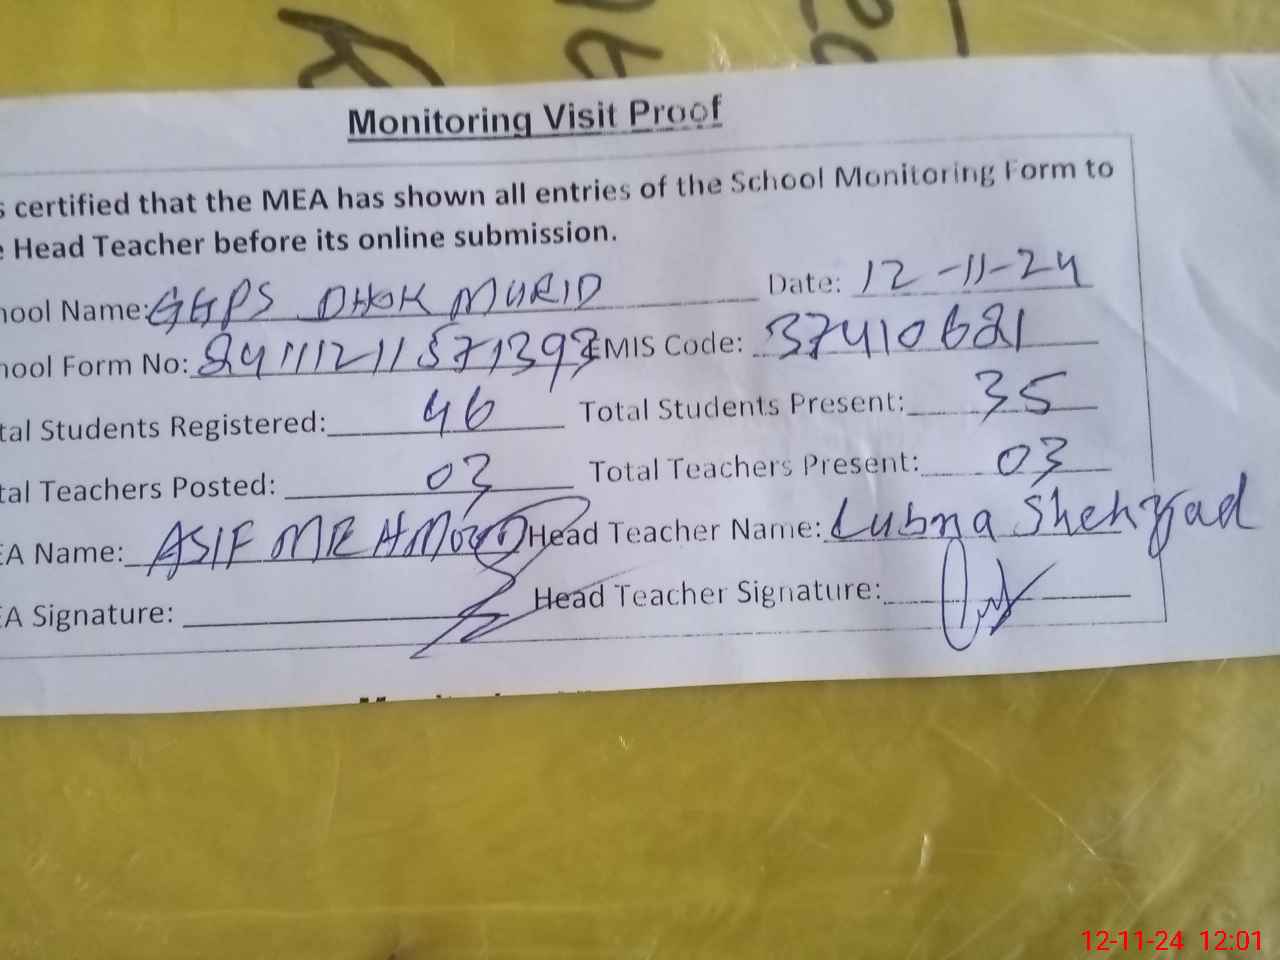 Monitoring Visit Proof
s certified that the MEA has shown all entries of the School Monitoring Form to
e Head Teacher before its online submission.
hool Name: GGPS DHOK MURID Date: 12-11-24
hool Form No: 2411121157139 EMIS Code: 37410621
tal Students Registered: 46 Total Students Present: 35
tal Teachers Posted: 03 Total Teachers Present: 03
EA Name: ASIF MEHMOOD Head Teacher Name: Lubna Shehzad
EA Signature: Head Teacher Signature:
12-11-24 12:01